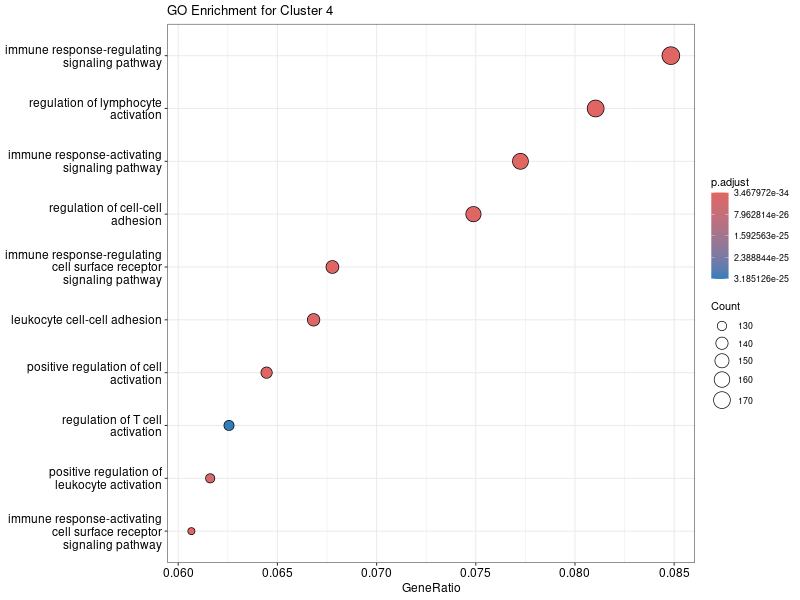 GO Enrichment for Cluster 4
immune response-regulating
signaling pathway
regulation of lymphocyte
activation
immune response-activating
signaling pathway
regulation of cell-cell
adhesion
immune response-regulating
cell surface receptor
signaling pathway
leukocyte cell-cell adhesion
positive regulation of cell
activation
regulation of T cell
activation
positive regulation of
leukocyte activation
immune response-activating
cell surface receptor
signaling pathway
0.060 0.065 0.070 0.075 0.080 0.085
GeneRatio
p.adjust
3.467972e-34
7.962814e-26
1.592563e-25
2.388844e-25
3.185126e-25
Count
130
140
150
160
170